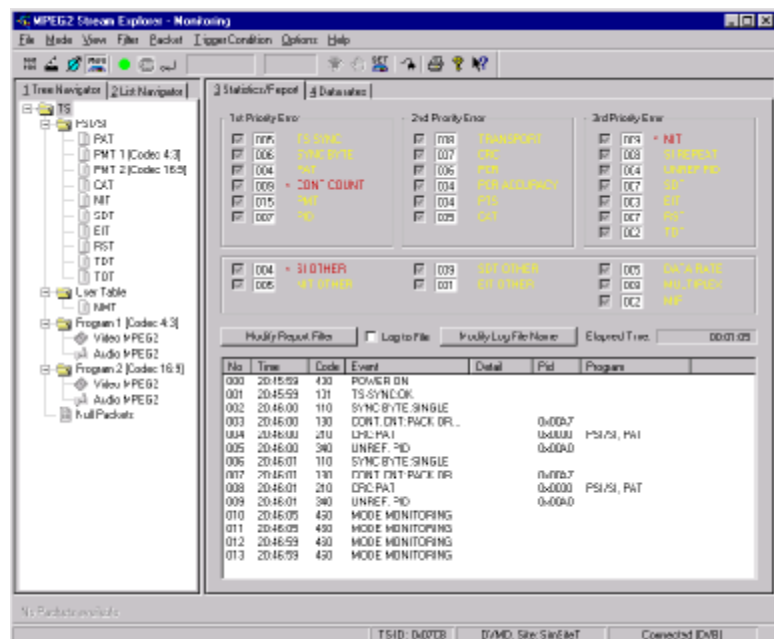 MPEG2 Stream Explorer - Monitoring
File Mode View Filter Packet TriggerCondition Options Help
1 Tree Navigator 2 List Navigator
3 Statistics/Report 4 Datarates
TS
PSI/SI
PAT
PMT 1 [Codec 4:3]
PMT 2 [Codec 16:9]
CAT
NIT
SDT
EIT
RST
TDT
TOT
User Table
NMT
Program 1 [Codec 4:3]
Video MPEG2
Audio MPEG2
Program 2 [Codec 16:9]
Video MPEG2
Audio MPEG2
Null Packets
1st Priority Error 2nd Priority Error 3rd Priority Error
005 TS SYNC TRANSPORT NIT
006 SYNC BYTE 007 CRC 008 SI REPEAT
004 PAT 006 PCR 004 UNREF PID
009 CONT COUNT 004 PCR ACCURACY 007 SDT
015 PMT 004 PTS 003 EIT
007 PID 009 CAT 007 RST
002 TDT
004 SI OTHER 009 SDT OTHER 005 DATA RATE
006 NIT OTHER 001 EIT OTHER 008 MULTIPLEX
002 MIP
Modify Report Filter Log to File Modify Log File Name Elapsed Time: 00:01:05
No Time Code Event Detail Pid Program
000 20:45:59 430 POWER ON
001 20:45:59 101 TS-SYNC:OK
002 20:46:00 110 SYNC BYTE:SINGLE
003 20:46:00 130 CONT. CNT:PACK OR... 0x00A7
004 20:46:00 210 CRC:PAT 0x0000 PSI/SI, PAT
005 20:46:00 340 UNREF. PID 0x00A0
006 20:46:01 110 SYNC BYTE:SINGLE
007 20:46:01 130 CONT. CNT:PACK OR... 0x00A7
008 20:46:01 210 CRC:PAT 0x0000 PSI/SI, PAT
009 20:46:01 340 UNREF. PID 0x00A0
010 20:46:05 450 MODE MONITORING
011 20:46:05 450 MODE MONITORING
012 20:46:59 450 MODE MONITORING
013 20:46:59 450 MODE MONITORING
No Packets available
TSID: DVMD, Site: SimSiteT Connected [DVB]